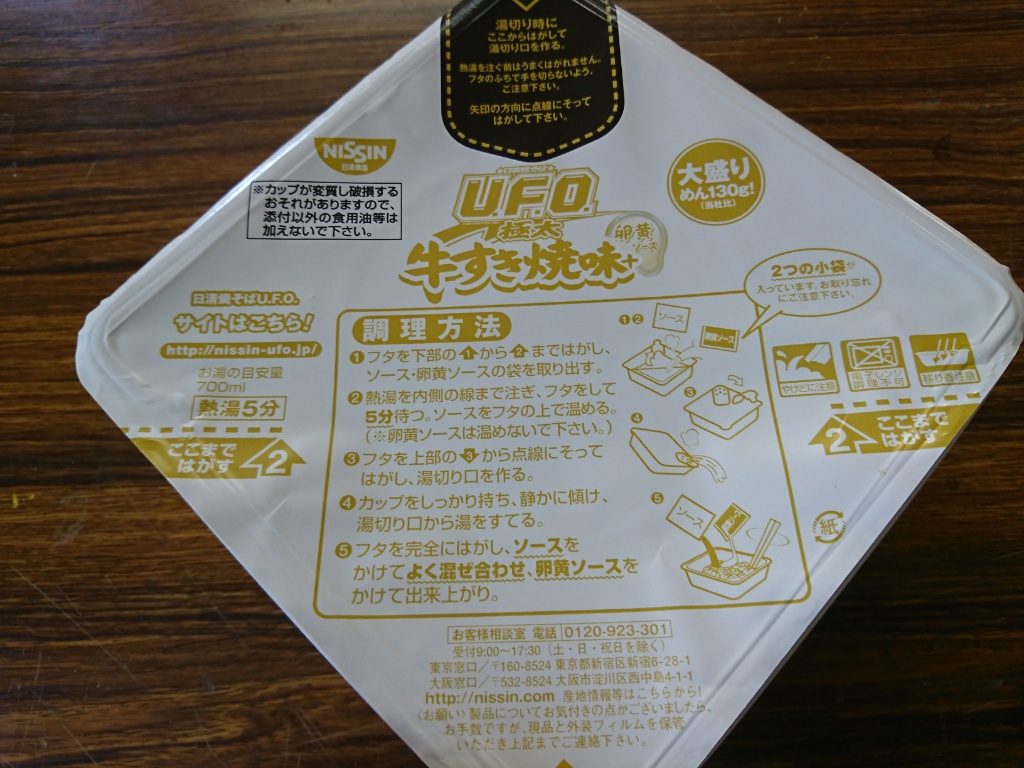 湯切り時に
ここからはがして
湯切り口を作る。
熱湯を注ぐ前はうまくはがれません。
フタのふちで手を切らないよう、
ご注意下さい。
矢印の方向に点線にそって
はがして下さい。
NISSIN
日清食品
※カップが変質し破損する
おそれがありますので、
添付以外の食用油等は
加えないで下さい。
日清焼そば
U.F.O.
極太
牛すき焼味+
卵黄
ソース
大盛り
めん130g!
(当社比)
2つの小袋が
入っています。お取り忘れ
にご注意下さい。
日清焼そばU.F.O.
サイトはこちら!
http://nissin-ufo.jp/
お湯の目安量
700ml
熱湯5分
ここまで
はがす
2
調理方法
1 フタを下部の1から2まではがし、
ソース・卵黄ソースの袋を取り出す。
2 熱湯を内側の線まで注ぎ、フタをして
5分待つ。ソースをフタの上で温める。
(※卵黄ソースは温めないで下さい。)
3 フタを上部の3から点線にそって
はがし、湯切り口を作る。
4 カップをしっかり持ち、静かに傾け、
湯切り口から湯をすてる。
5 フタを完全にはがし、ソースを
かけてよく混ぜ合わせ、卵黄ソースを
かけて出来上がり。
1 2
ソース
卵黄ソース
3
4
5
ソース
やけどに注意
電子レンジ
調理不可
移り香注意
2
ここまで
はがす
紙
お客様相談室 電話 0120-923-301
受付9:00～17:30（土・日・祝日を除く）
東京窓口／〒160-8524 東京都新宿区新宿6-28-1
大阪窓口／〒532-8524 大阪市淀川区西中島4-1-1
http://nissin.com 産地情報等はこちらから!
〈お願い〉製品についてお気付きの点がございましたら、
お手数ですが、現品と外装フィルムを保管
いただき上記までご連絡下さい。